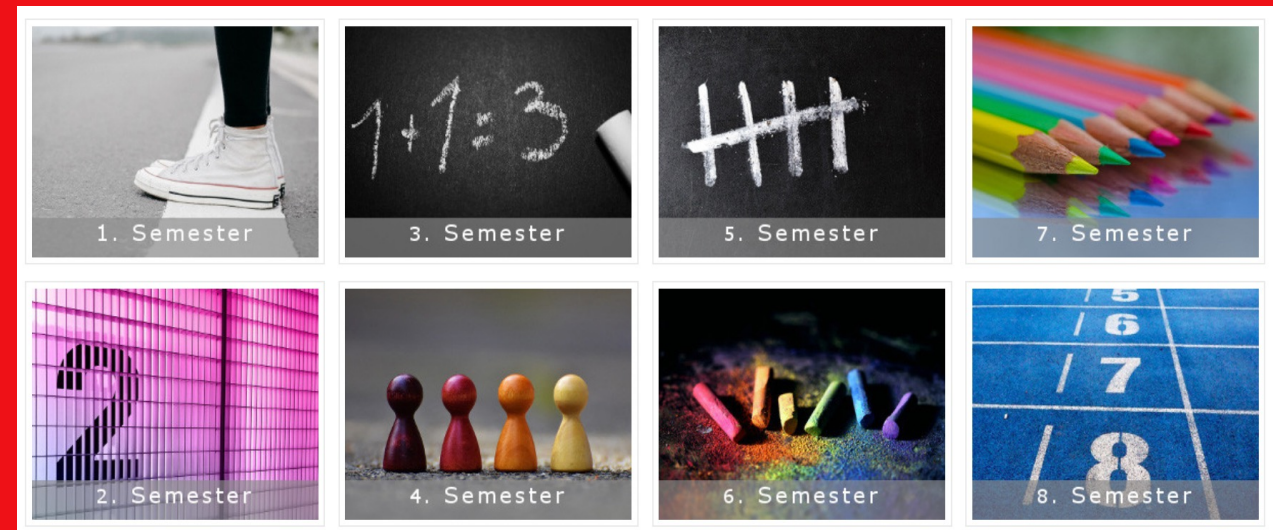 1+1=3
1. Semester
3. Semester
5. Semester
7. Semester
2
5
6
7
8
2. Semester
4. Semester
6. Semester
8. Semester